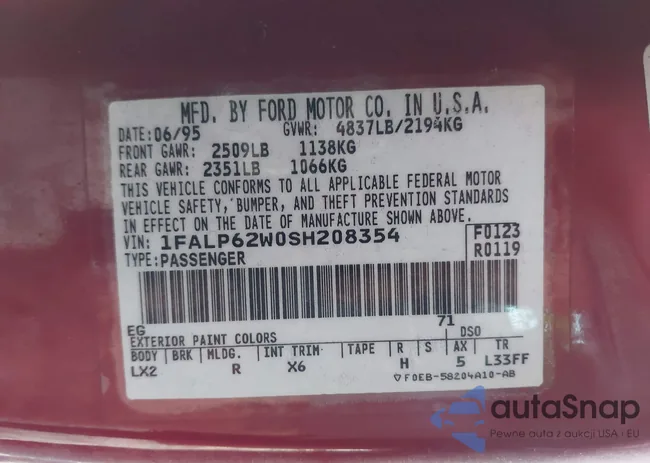 MFD. BY FORD MOTOR CO. IN U.S.A.
DATE: 06/95 GVWR: 4837LB/2194KG
FRONT GAWR: 2509LB 1138KG
REAR GAWR: 2351LB 1066KG
THIS VEHICLE CONFORMS TO ALL APPLICABLE FEDERAL MOTOR
VEHICLE SAFETY, BUMPER, AND THEFT PREVENTION STANDARDS
IN EFFECT ON THE DATE OF MANUFACTURE SHOWN ABOVE.
VIN: 1FALP62W0SH208354 F0123
TYPE: PASSENGER R0119
EG 71
EXTERIOR PAINT COLORS DSO
BODY BRK MLDG. INT TRIM TAPE R S AX TR
LX2 R X6 H 5 L33FF
▽F0EB-58204A10-AB
autaSnap
Pewne auta z aukcji USA i EU